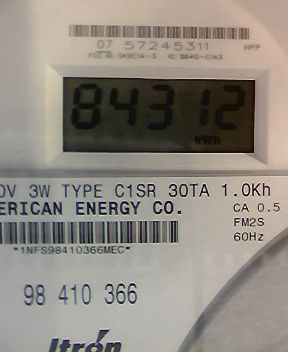 07 57245311
84312
kWh
0V 3W TYPE C1SR 30TA 1.0Kh
ERICAN ENERGY CO.
CA 0.5
FM2S
60Hz
*1NFS98410366MEC*
98 410 366
Itrón